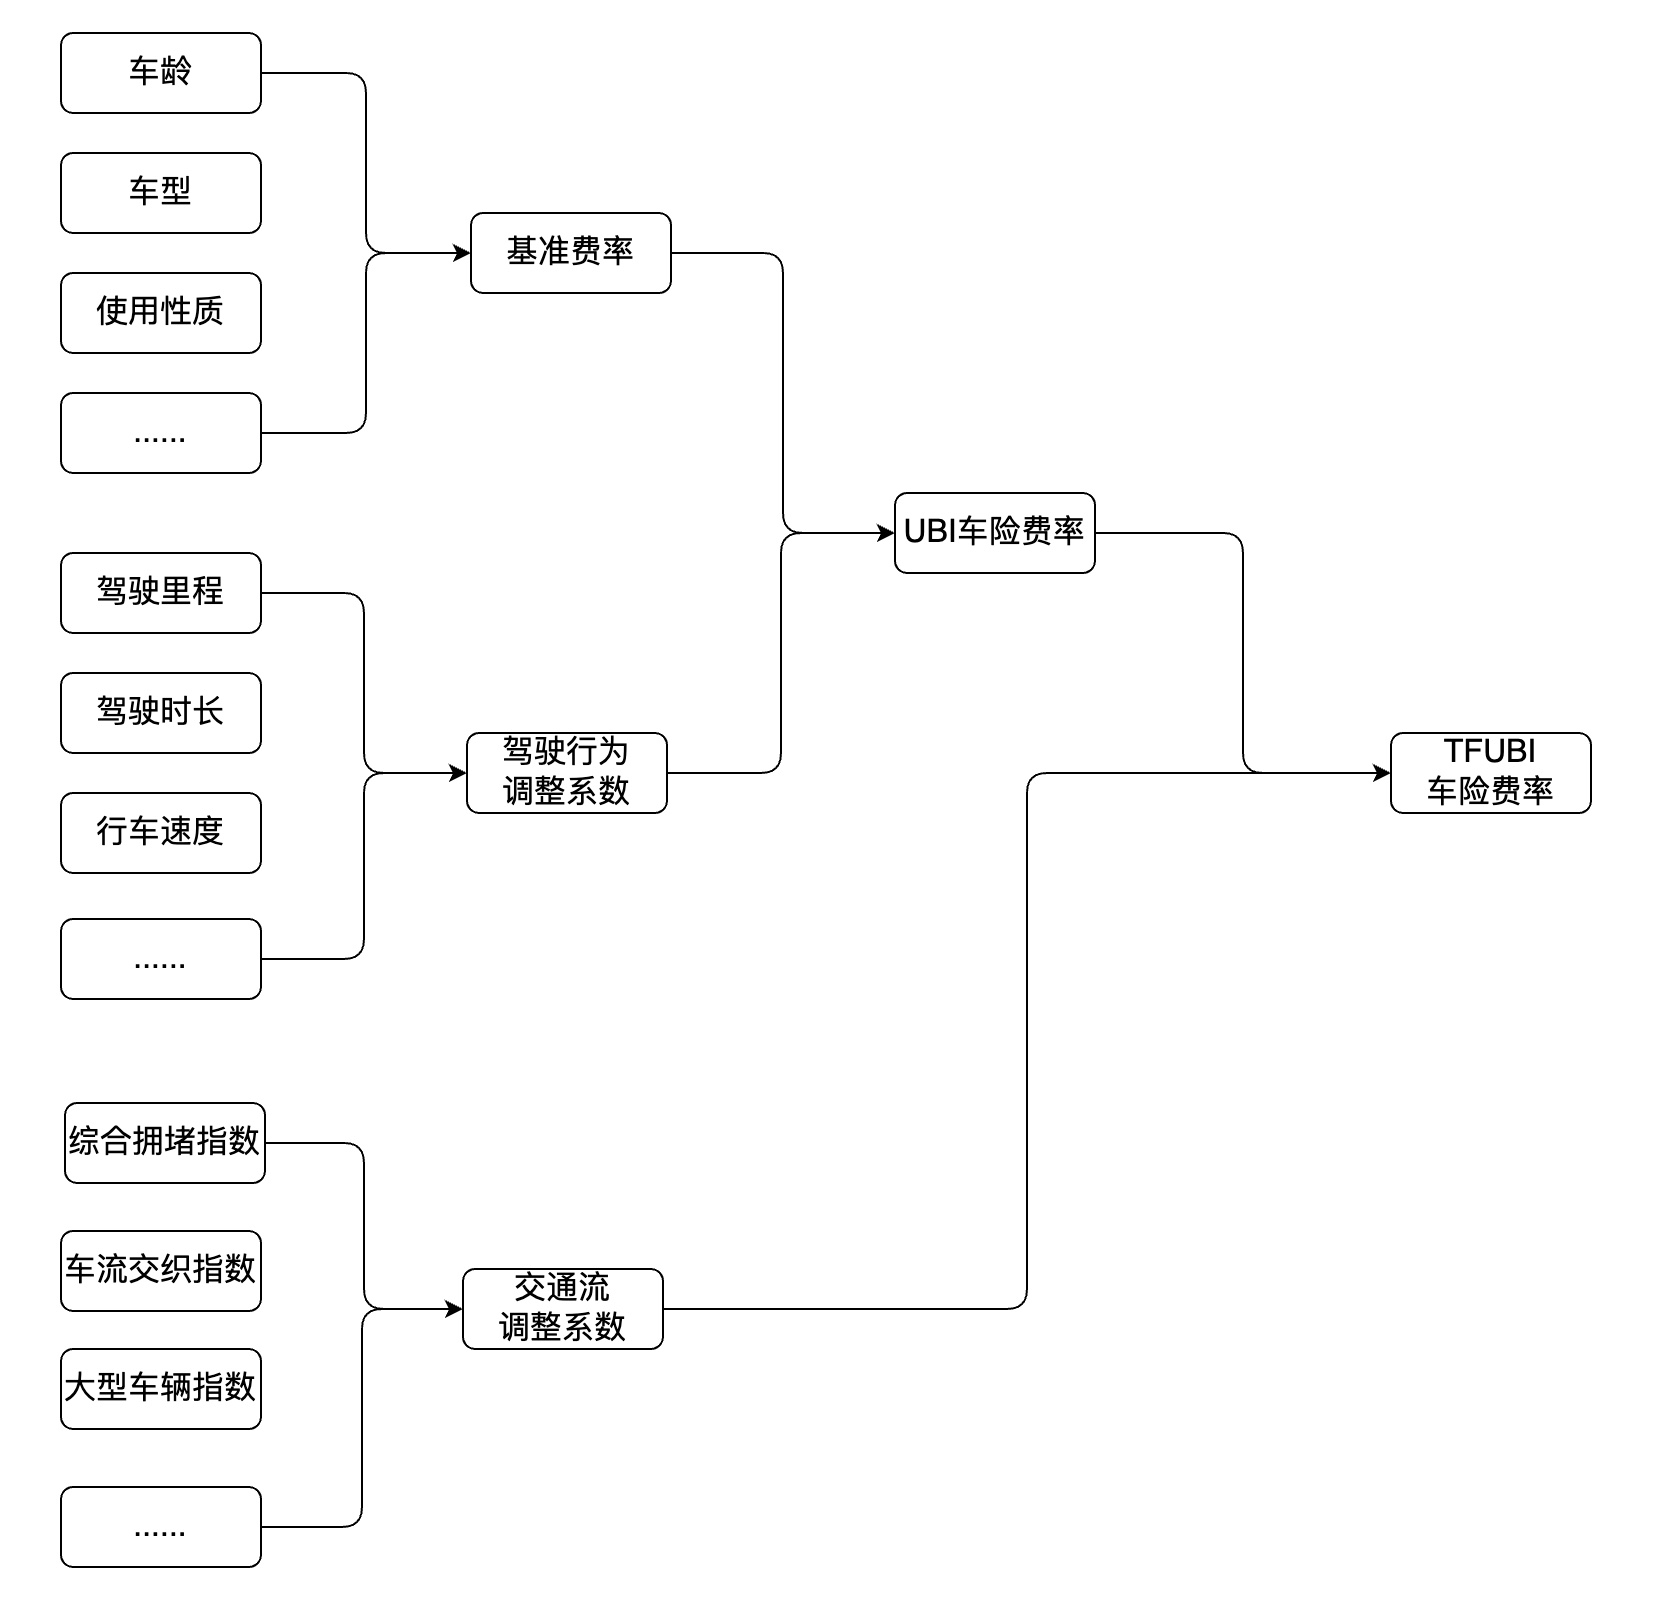 车龄
车型
使用性质
......
基准费率
驾驶里程
驾驶时长
行车速度
......
驾驶行为
调整系数
UBI车险费率
综合拥堵指数
车流交织指数
大型车辆指数
......
交通流
调整系数
TFUBI
车险费率